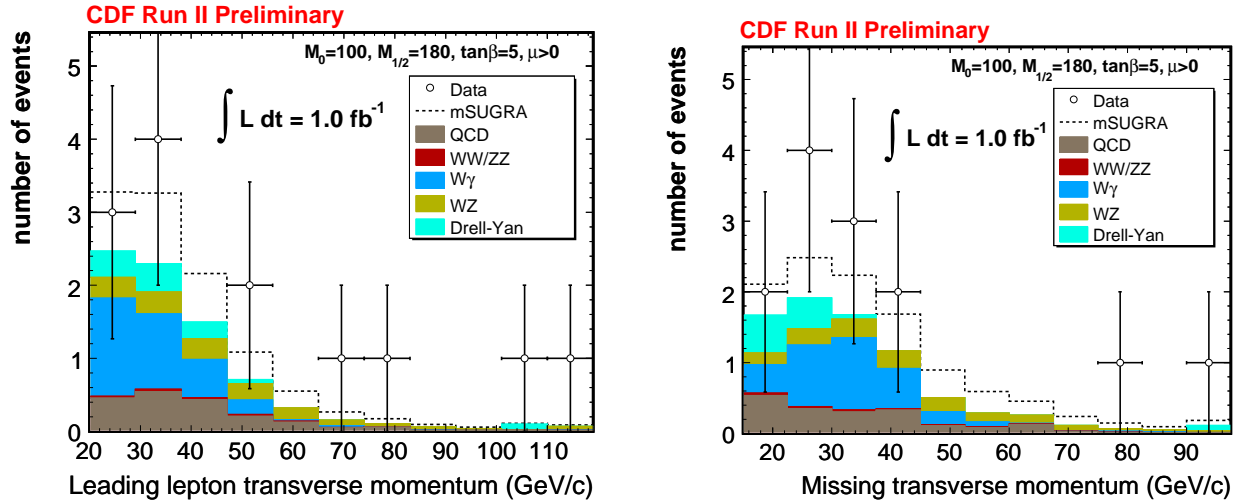 CDF Run II Preliminary
M₀=100, M₁/₂=180, tanβ=5, μ>0
∫ L dt = 1.0 fb⁻¹
Data
mSUGRA
QCD
WW/ZZ
Wγ
WZ
Drell-Yan
number of events
0
1
2
3
4
5
20 30 40 50 60 70 80 90 100 110
Leading lepton transverse momentum (GeV/c)
CDF Run II Preliminary
M₀=100, M₁/₂=180, tanβ=5, μ>0
∫ L dt = 1.0 fb⁻¹
Data
mSUGRA
QCD
WW/ZZ
Wγ
WZ
Drell-Yan
number of events
0
1
2
3
4
5
20 30 40 50 60 70 80 90
Missing transverse momentum (GeV/c)